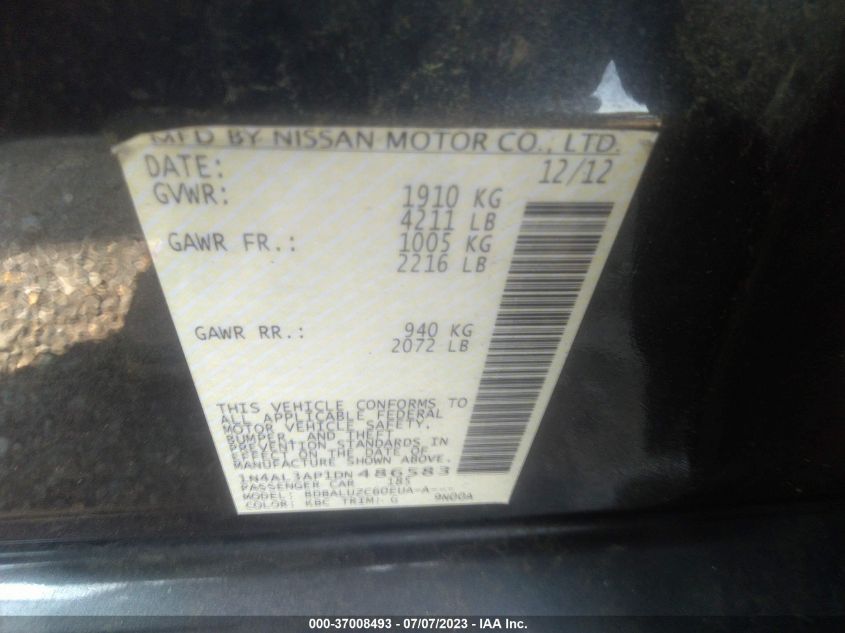 MFD BY NISSAN MOTOR CO., LTD.
DATE: 12/12
GVWR: 1910 KG
4211 LB
GAWR FR.: 1005 KG
2216 LB
GAWR RR.: 940 KG
2072 LB
THIS VEHICLE CONFORMS TO
ALL APPLICABLE FEDERAL
MOTOR VEHICLE SAFETY,
BUMPER, AND THEFT
PREVENTION STANDARDS IN
EFFECT ON THE DATE OF
MANUFACTURE SHOWN ABOVE.
1N4AL3AP1DN486583
PASSENGER CAR 185
MODEL: BDBALUZC60EUA-A---
COLOR: KBC TRIM: G 9N00A
000-37008493 - 07/07/2023 - IAA Inc.